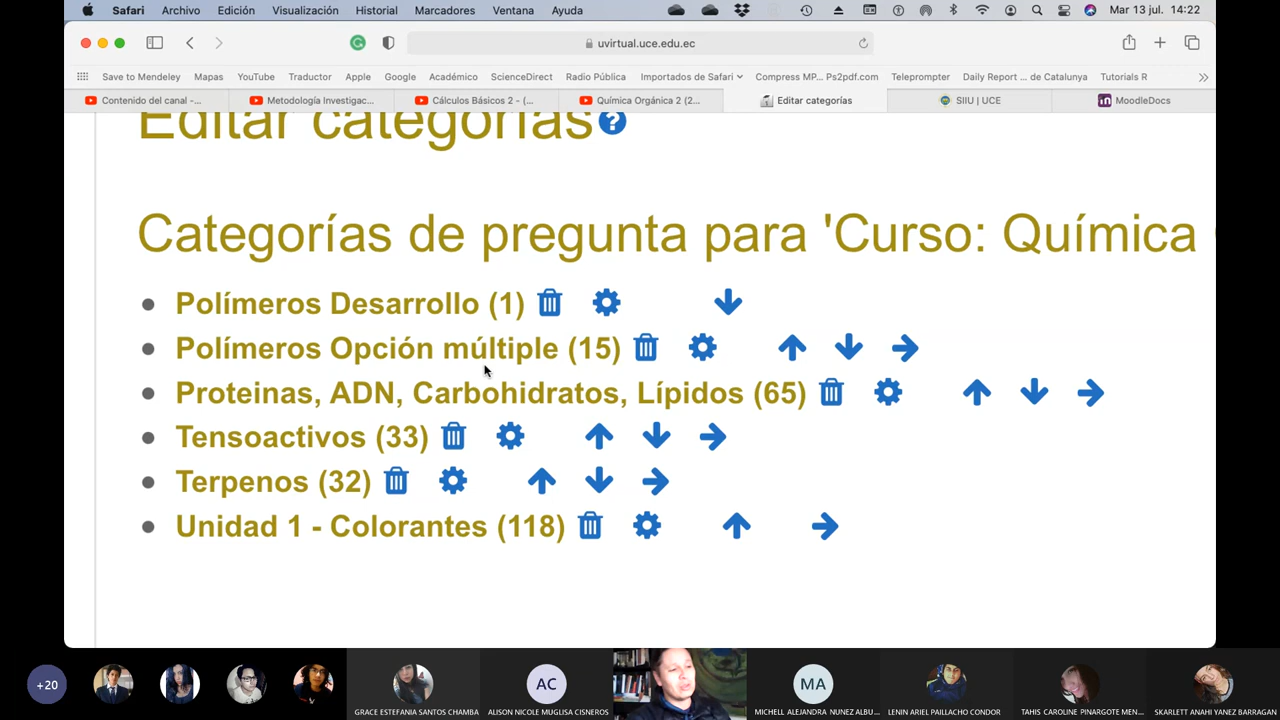 Safari Archivo Edición Visualización Historial Marcadores Ventana Ayuda Mar 13 jul. 14:22
uvirtual.uce.edu.ec
Save to Mendeley Mapas YouTube Traductor Apple Google Académico ScienceDirect Radio Pública Importados de Safari Compress MP... Ps2pdf.com Teleprompter Daily Report ... de Catalunya Tutorials R
Contenido del canal -... Metodología Investigac... Cálculos Básicos 2 - (... Química Orgánica 2 (2... Editar categorías SIIU | UCE MoodleDocs
Editar categorías
Categorías de pregunta para 'Curso: Química
Polímeros Desarrollo (1)
Polímeros Opción múltiple (15)
Proteinas, ADN, Carbohidratos, Lípidos (65)
Tensoactivos (33)
Terpenos (32)
Unidad 1 - Colorantes (118)
+20 AC MA
GRACE ESTEFANIA SANTOS CHAMBA ALISON NICOLE MUGLISA CISNEROS MICHELL ALEJANDRA NUNEZ ALBU... LENIN ARIEL PAILLACHO CONDOR TAHIS CAROLINE PINARGOTE MEN... SKARLETT ANAHI YANEZ BARRAGAN